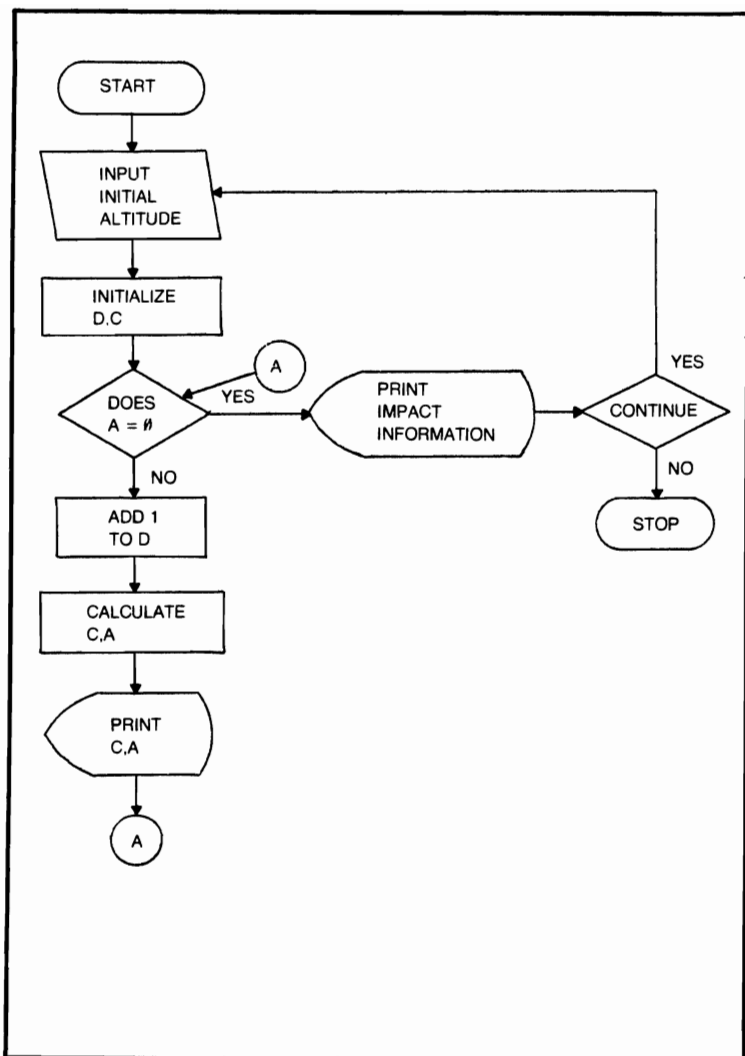 START
INPUT
INITIAL
ALTITUDE
INITIALIZE
D,C
A
DOES
A = 0
YES
PRINT
IMPACT
INFORMATION
CONTINUE
YES
NO
NO
STOP
ADD 1
TO D
CALCULATE
C,A
PRINT
C,A
A